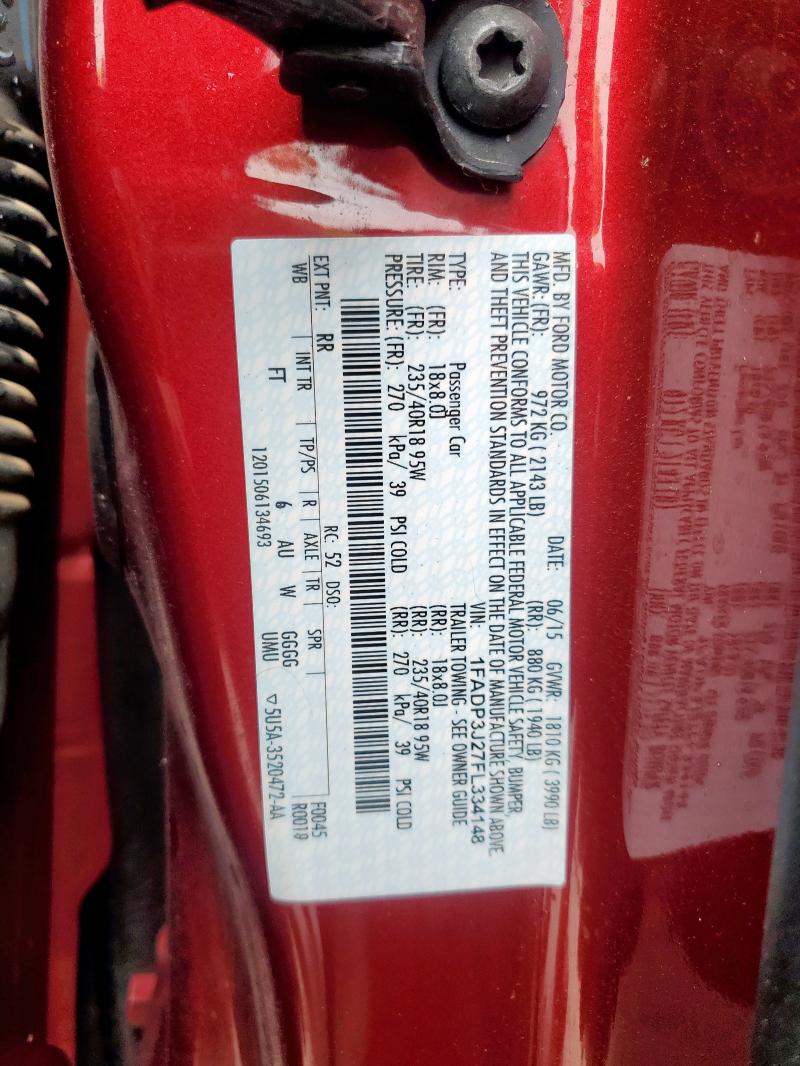 MFD. BY FORD MOTOR CO. DATE: 06/15 GVWR: 1810 KG ( 3990 LB)
GAWR: (FR): 972 KG ( 2143 LB) (RR): 880 KG ( 1940 LB)
THIS VEHICLE CONFORMS TO ALL APPLICABLE FEDERAL MOTOR VEHICLE SAFETY, BUMPER,
AND THEFT PREVENTION STANDARDS IN EFFECT ON THE DATE OF MANUFACTURE SHOWN ABOVE.
VIN: 1FADP3J27FL334148
TYPE: Passenger Car TRAILER TOWING - SEE OWNER GUIDE
RIM: (FR): 18x8.0J (RR): 18x8.0J
TIRE: (FR): 235/40R18 95W (RR): 235/40R18 95W
PRESSURE: (FR): 270 kPa/ 39 PSI COLD (RR): 270 kPa/ 39 PSI COLD
RC: 52 DSO: F0045
EXT PNT: RR R0019
WB INT TR TP/PS R AXLE TR SPR
FT 6 AU W GGGG
UMU
1201506134693 ▽ 5U5A-3520472-AA